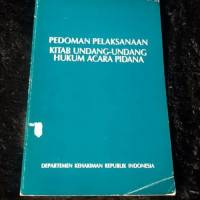 PEDOMAN PELAKSANAAN
KITAB UNDANG-UNDANG
HUKUM ACARA PIDANA
DEPARTEMEN KEHAKIMAN REPUBLIK INDONESIA